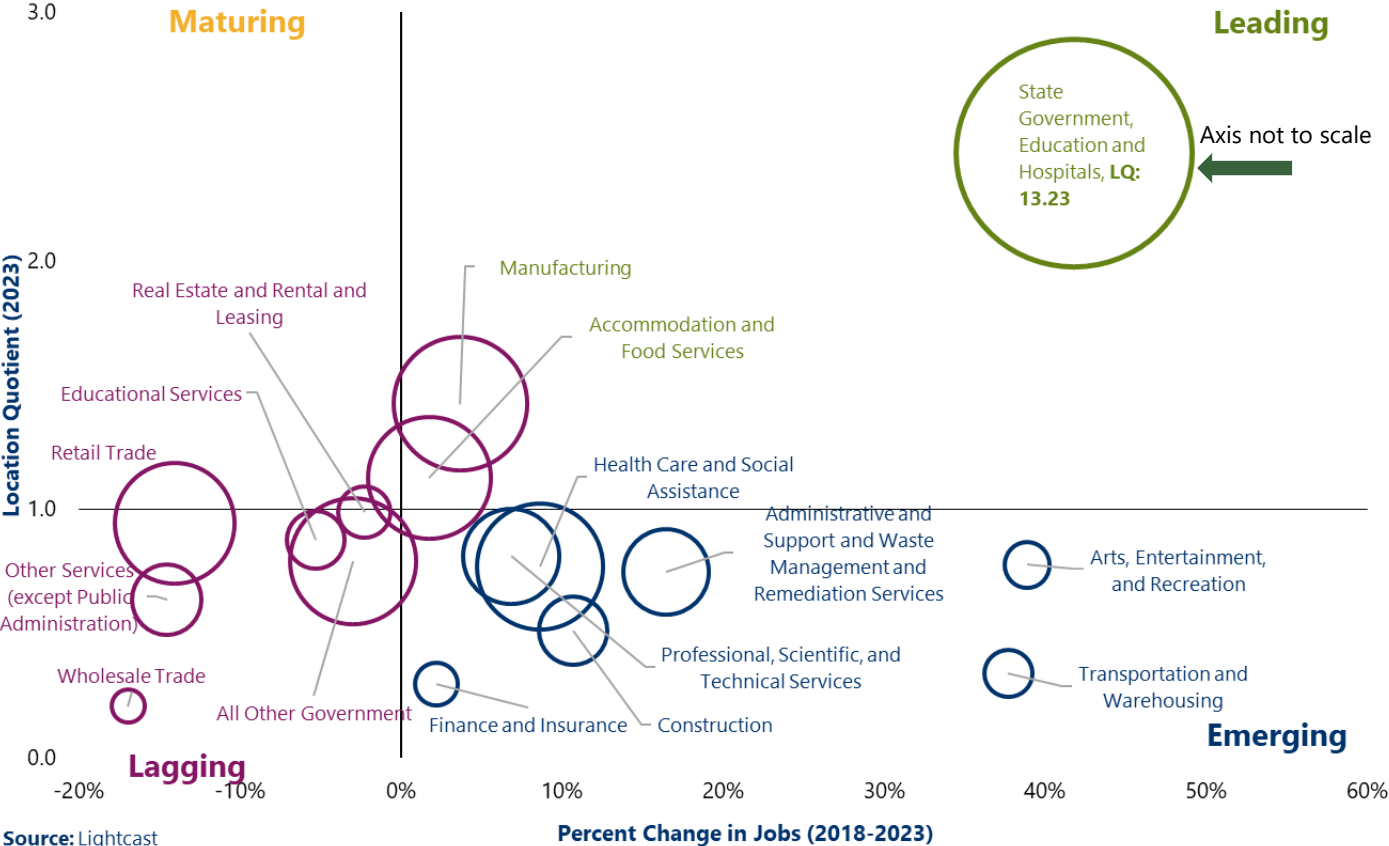 3.0
Maturing
Leading
State
Government,
Education and
Hospitals, LQ:
13.23
Axis not to scale
2.0
Manufacturing
Real Estate and Rental and
Leasing
Accommodation and
Food Services
Educational Services
Location Quotient (2023)
Retail Trade
Health Care and Social
Assistance
1.0
Administrative and
Support and Waste
Management and
Remediation Services
Arts, Entertainment,
and Recreation
Other Services
(except Public
Administration)
Professional, Scientific, and
Technical Services
Wholesale Trade
Transportation and
Warehousing
All Other Government
Finance and Insurance
Construction
Emerging
0.0
Lagging
-20%
-10%
0%
10%
20%
30%
40%
50%
60%
Percent Change in Jobs (2018-2023)
Source: Lightcast